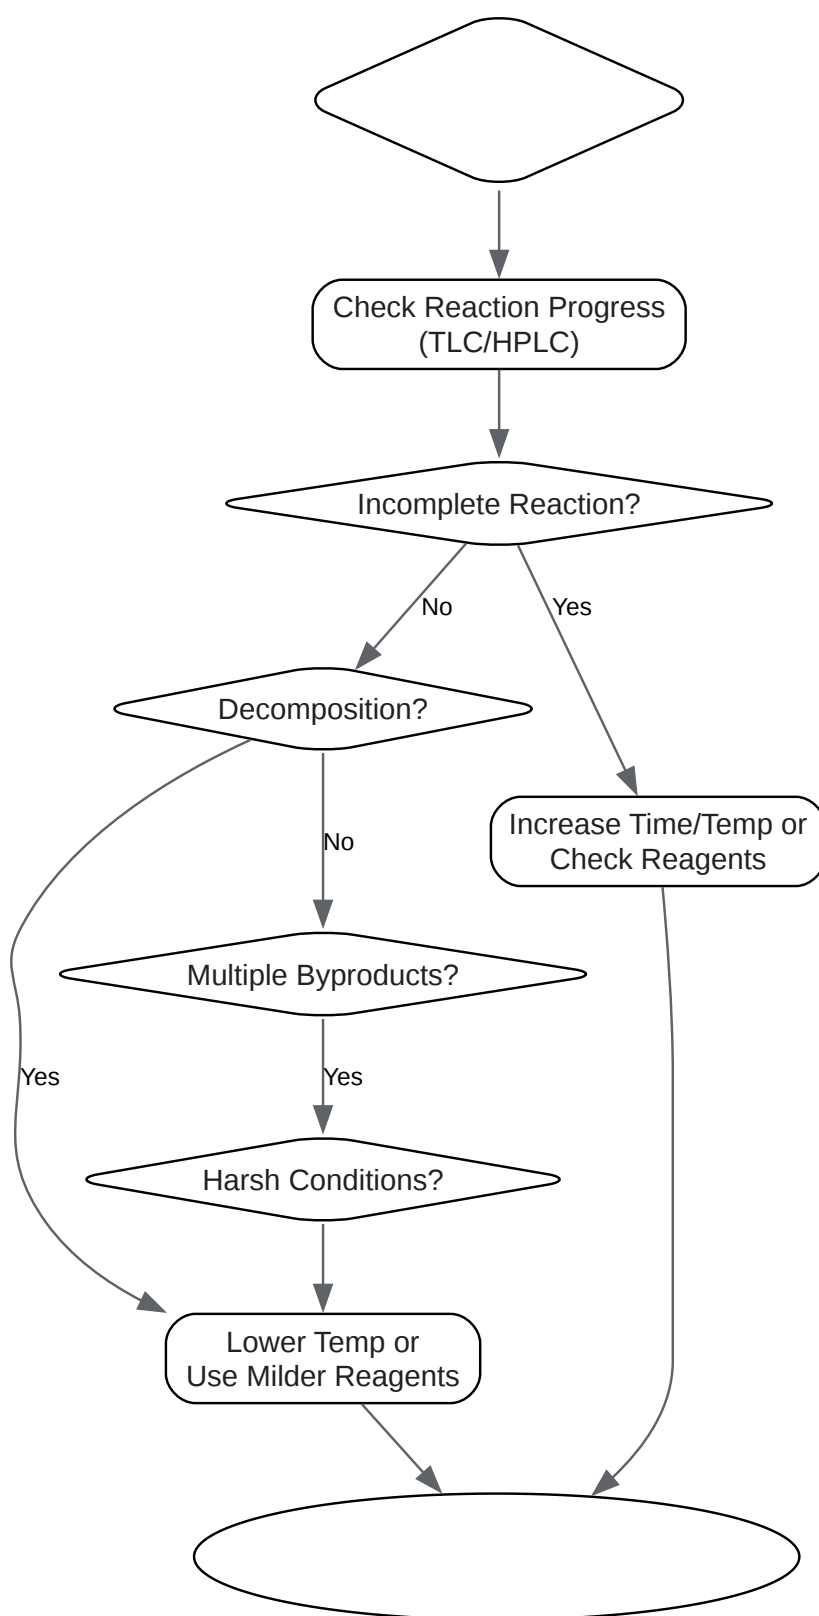 Check Reaction Progress
(TLC/HPLC)
Incomplete Reaction?
No
Yes
Decomposition?
Increase Time/Temp or
Check Reagents
No
Multiple Byproducts?
Yes
Yes
Harsh Conditions?
Lower Temp or
Use Milder Reagents